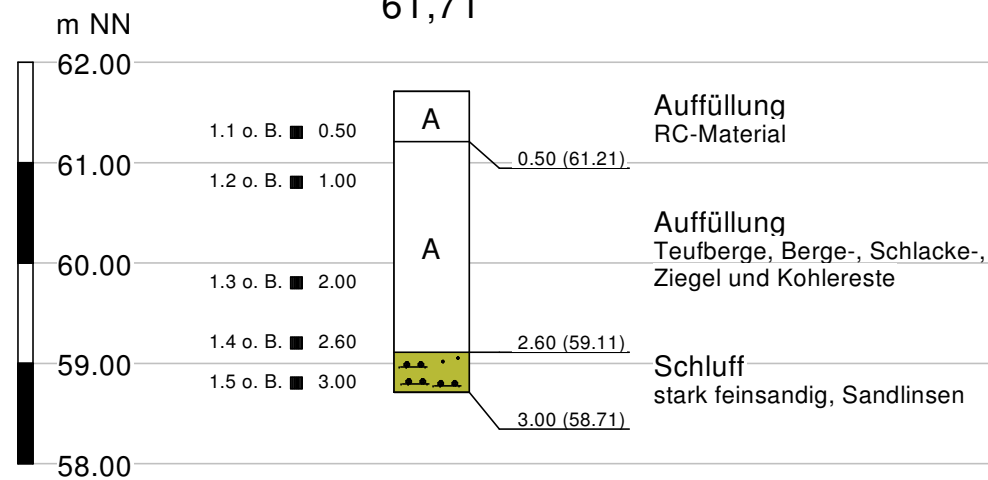 61,71
m NN
62.00
61.00
60.00
59.00
58.00
1.1 o. B. 0.50
1.2 o. B. 1.00
1.3 o. B. 2.00
1.4 o. B. 2.60
1.5 o. B. 3.00
A
A
0.50 (61.21)
2.60 (59.11)
3.00 (58.71)
Auffüllung
RC-Material
Auffüllung
Teufberge, Berge-, Schlacke-,
Ziegel und Kohlereste
Schluff
stark feinsandig, Sandlinsen